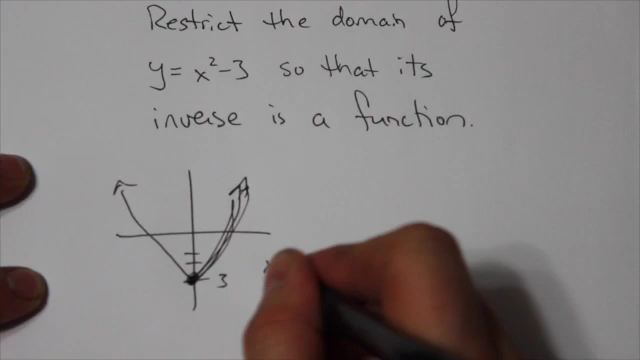 Restrict the domain of
y = x² - 3 so that its
inverse is a function.
3